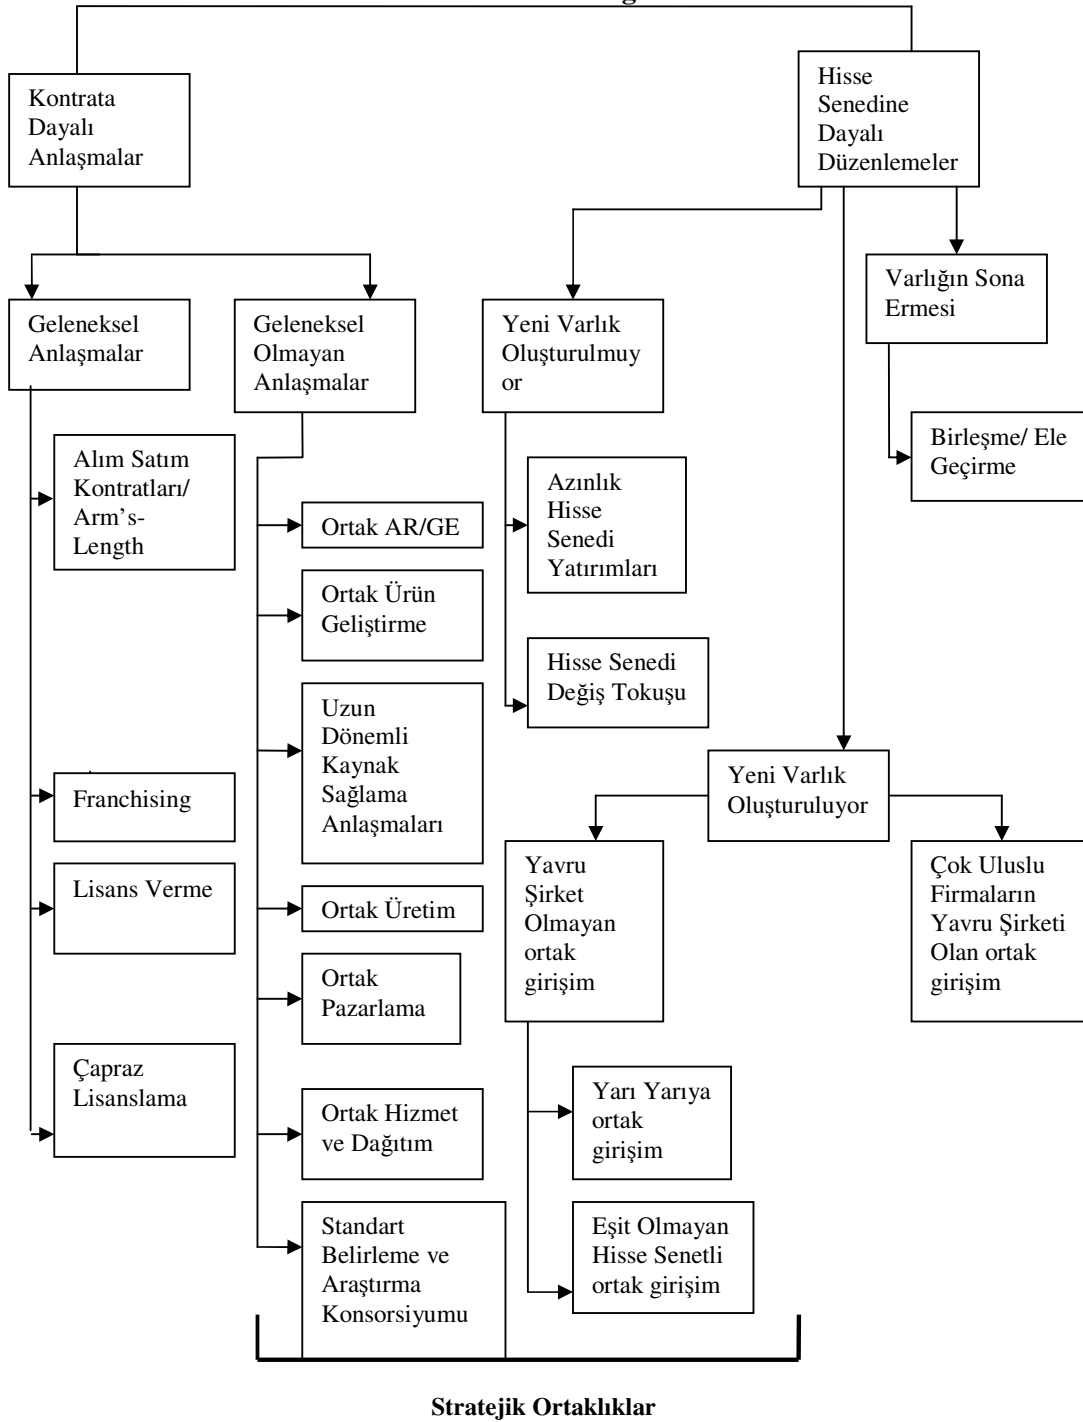 Kontrata
Dayalı
Anlaşmalar
Hisse
Senedine
Dayalı
Düzenlemeler
Geleneksel
Anlaşmalar
Geleneksel
Olmayan
Anlaşmalar
Yeni Varlık
Oluşturulmuy
or
Varlığın Sona
Ermesi
Alım Satım
Kontratları/
Arm’s-
Length
Franchising
Lisans Verme
Çapraz
Lisanslama
Ortak AR/GE
Ortak Ürün
Geliştirme
Uzun
Dönemli
Kaynak
Sağlama
Anlaşmaları
Ortak Üretim
Ortak
Pazarlama
Ortak Hizmet
ve Dağıtım
Standart
Belirleme ve
Araştırma
Konsorsiyumu
Azınlık
Hisse
Senedi
Yatırımları
Hisse Senedi
Değiş Tokuşu
Birleşme/ Ele
Geçirme
Yeni Varlık
Oluşturuluyor
Yavru
Şirket
Olmayan
ortak
girişim
Çok Uluslu
Firmaların
Yavru Şirketi
Olan ortak
girişim
Yarı Yarıya
ortak
girişim
Eşit Olmayan
Hisse Senetli
ortak girişim
Stratejik Ortaklıklar